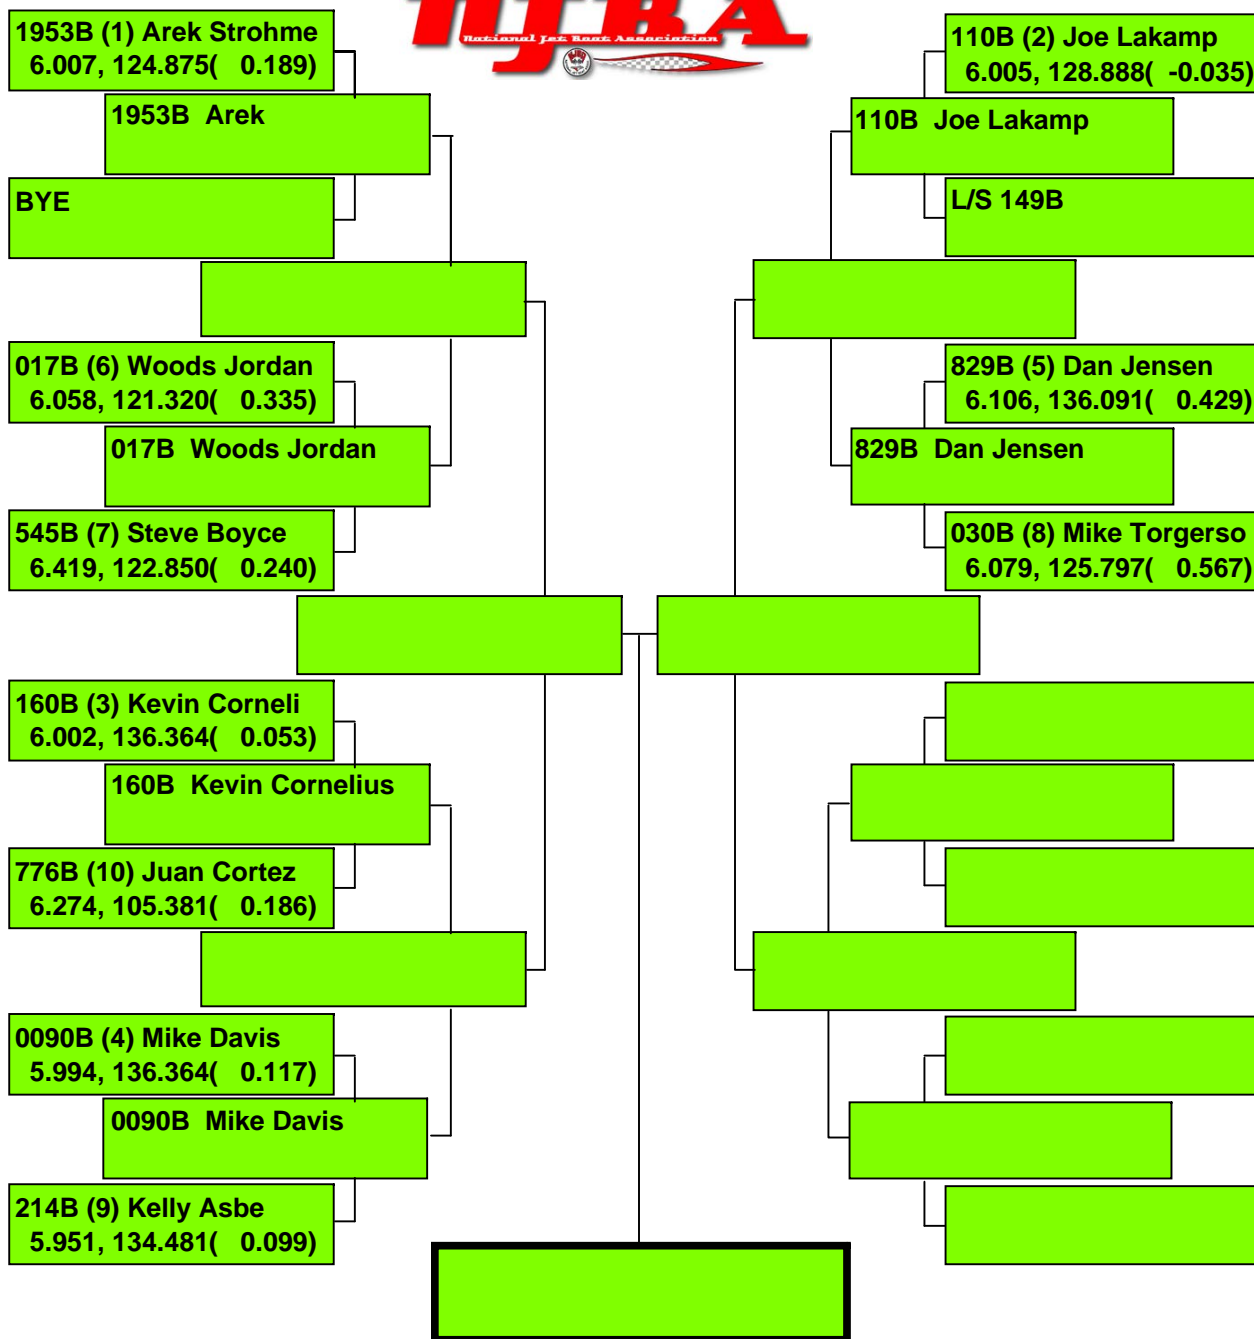 NJBA
National Jet Boat Association
1953B (1) Arek Strohme
6.007, 124.875( 0.189)
1953B Arek
BYE
017B (6) Woods Jordan
6.058, 121.320( 0.335)
017B Woods Jordan
545B (7) Steve Boyce
6.419, 122.850( 0.240)
160B (3) Kevin Corneli
6.002, 136.364( 0.053)
160B Kevin Cornelius
776B (10) Juan Cortez
6.274, 105.381( 0.186)
0090B (4) Mike Davis
5.994, 136.364( 0.117)
0090B Mike Davis
214B (9) Kelly Asbe
5.951, 134.481( 0.099)
110B (2) Joe Lakamp
6.005, 128.888( -0.035)
110B Joe Lakamp
L/S 149B
829B (5) Dan Jensen
6.106, 136.091( 0.429)
829B Dan Jensen
030B (8) Mike Torgerso
6.079, 125.797( 0.567)